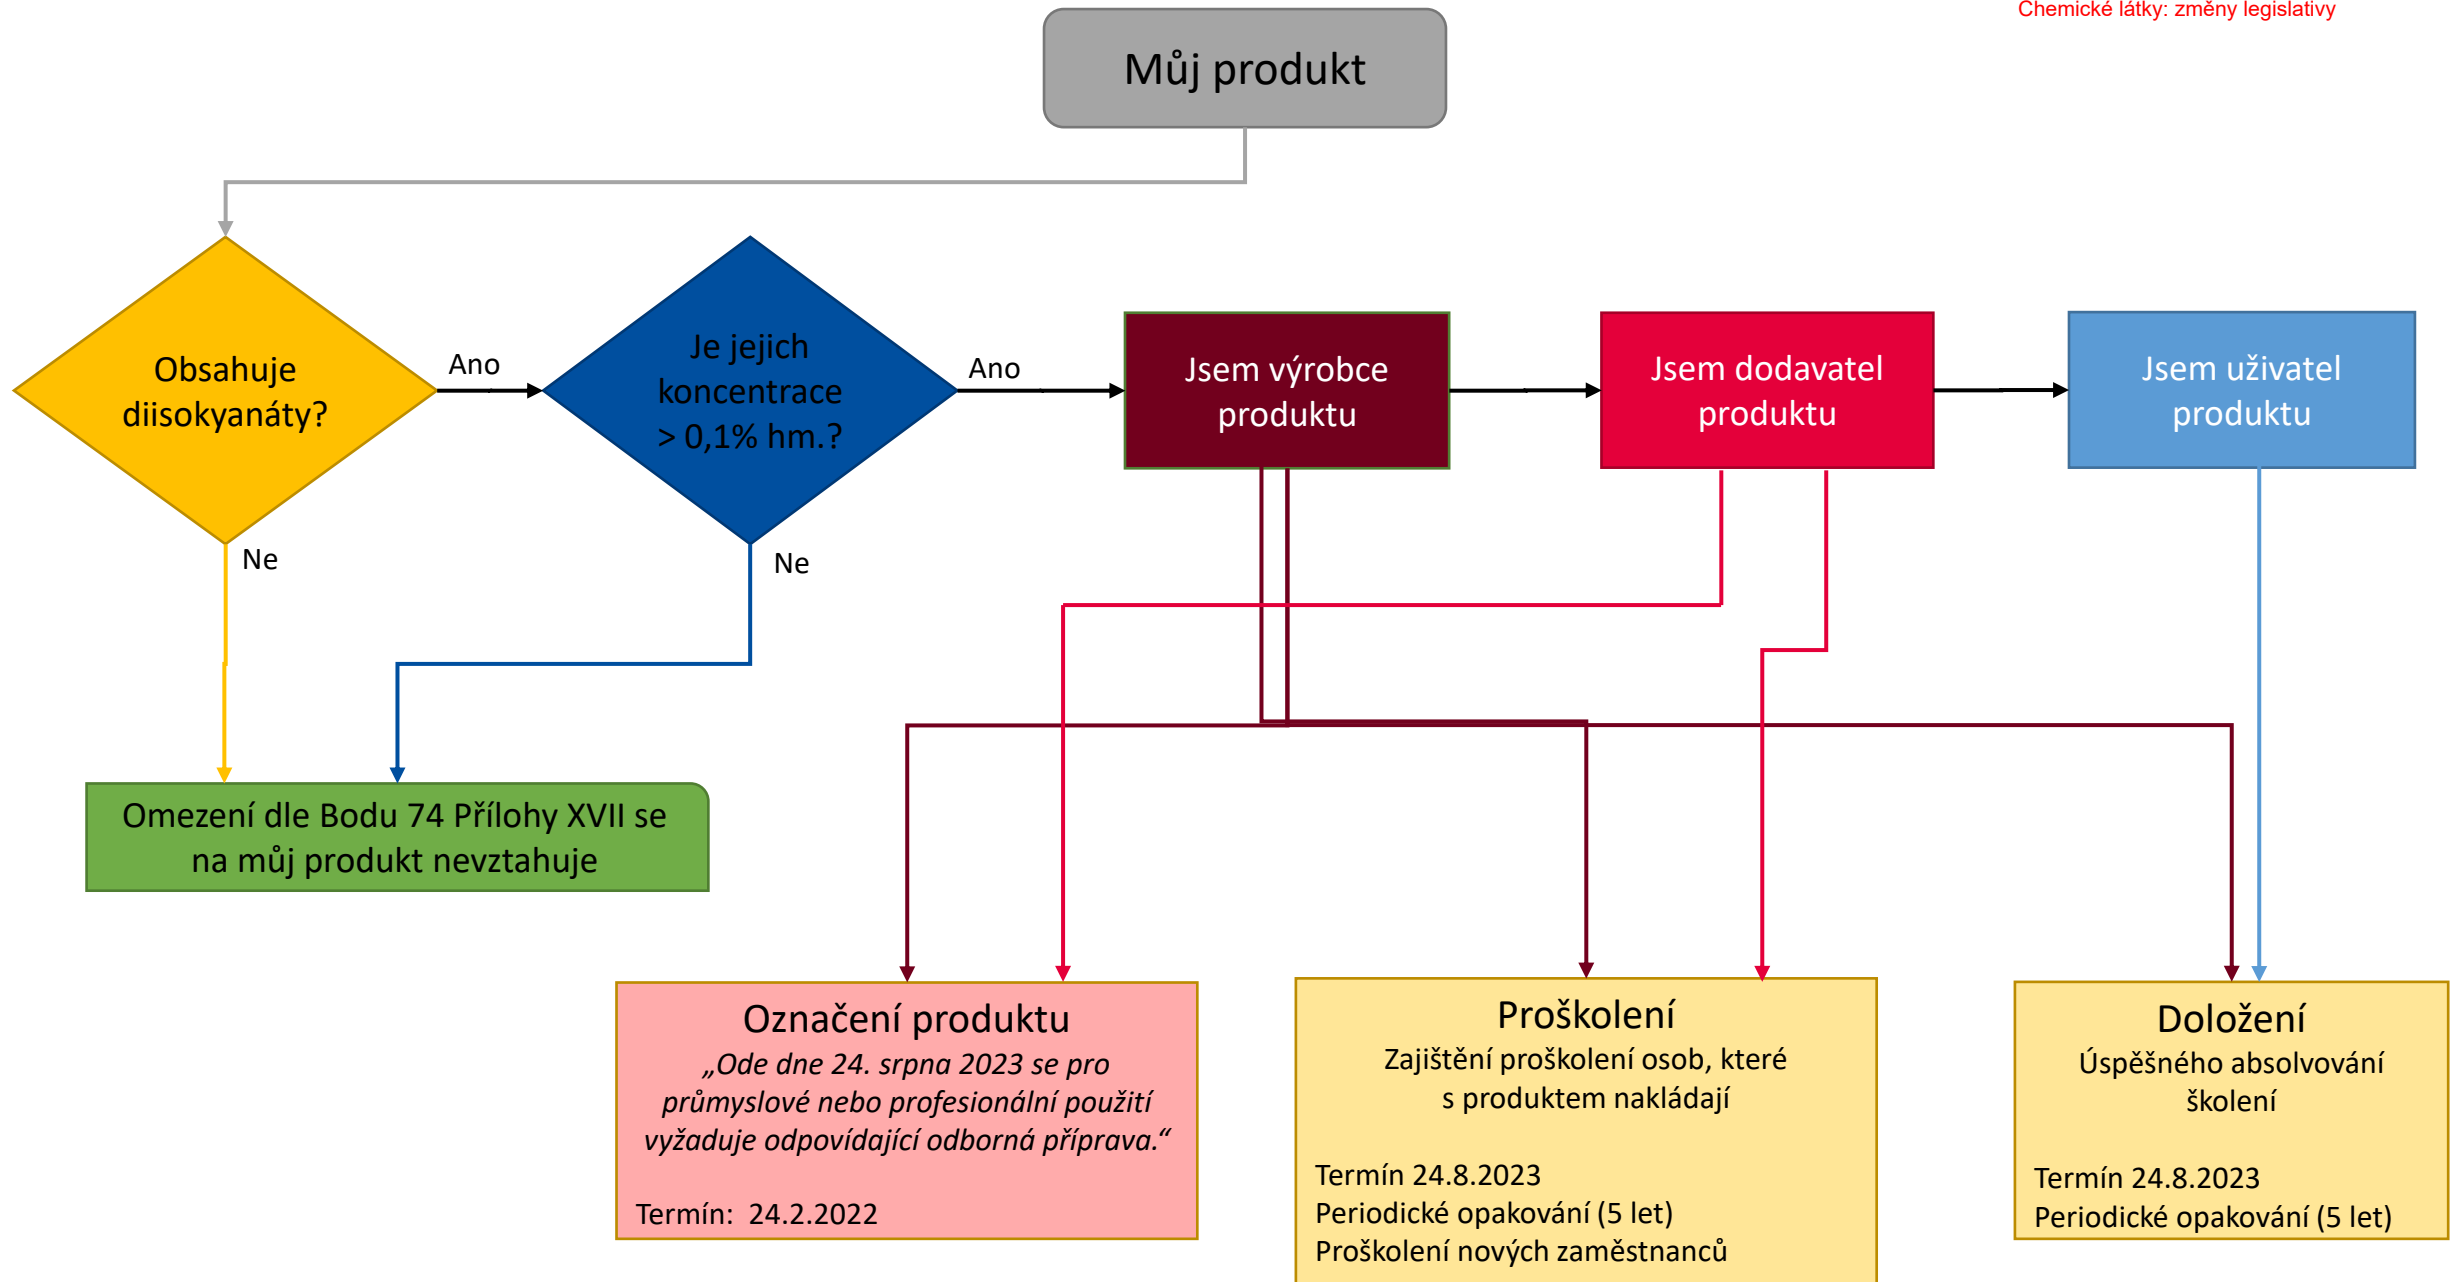 Chemické látky: změny legislativy
Můj produkt
Obsahuje
diisokyanáty?
Ano
Je jejich
koncentrace
> 0,1% hm.?
Ano
Jsem výrobce
produktu
Jsem dodavatel
produktu
Jsem uživatel
produktu
Ne
Ne
Omezení dle Bodu 74 Přílohy XVII se
na můj produkt nevztahuje
Označení produktu
„Ode dne 24. srpna 2023 se pro
průmyslové nebo profesionální použití
vyžaduje odpovídající odborná příprava.“
Termín:  24.2.2022
Proškolení
Zajištění proškolení osob, které
s produktem nakládají
Termín 24.8.2023
Periodické opakování (5 let)
Proškolení nových zaměstnanců
Doložení
Úspěšného absolvování
školení
Termín 24.8.2023
Periodické opakování (5 let)